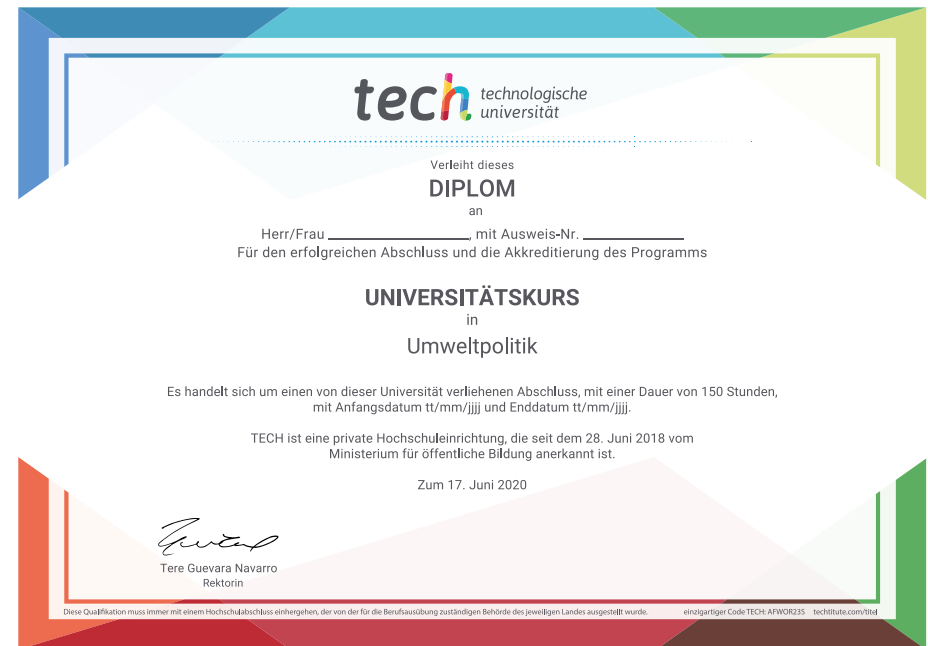 tech technologische
universität
Verleiht dieses
DIPLOM
an
Herr/Frau ____________________, mit Ausweis-Nr. ______________
Für den erfolgreichen Abschluss und die Akkreditierung des Programms
UNIVERSITÄTSKURS
in
Umweltpolitik
Es handelt sich um einen von dieser Universität verliehenen Abschluss, mit einer Dauer von 150 Stunden,
mit Anfangsdatum tt/mm/jjjj und Enddatum tt/mm/jjjj.
TECH ist eine private Hochschuleinrichtung, die seit dem 28. Juni 2018 vom
Ministerium für öffentliche Bildung anerkannt ist.
Zum 17. Juni 2020
Tere Guevara Navarro
Rektorin
Diese Qualifikation muss immer mit einem Hochschulabschluss einhergehen, der von der für die Berufsausübung zuständigen Behörde des jeweiligen Landes ausgestellt wurde. einzigartiger Code TECH: AFWOR23S techtitute.com/titel